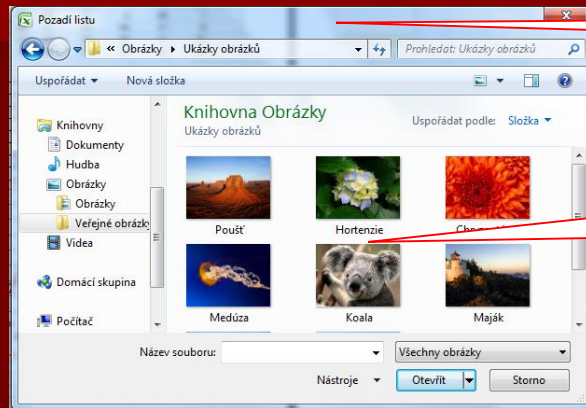 Pozadí listu
« Obrázky ▸ Ukázky obrázků
Prohledat: Ukázky obrázků
Uspořádat
Nová složka
Knihovny
Dokumenty
Hudba
Obrázky
Obrázky
Veřejné obrázky
Videa
Domácí skupina
Počítač
Knihovna Obrázky
Ukázky obrázků
Uspořádat podle: Složka
Poušť
Hortenzie
Medúza
Koala
Maják
Název souboru:
Všechny obrázky
Nástroje
Otevřít
Storno